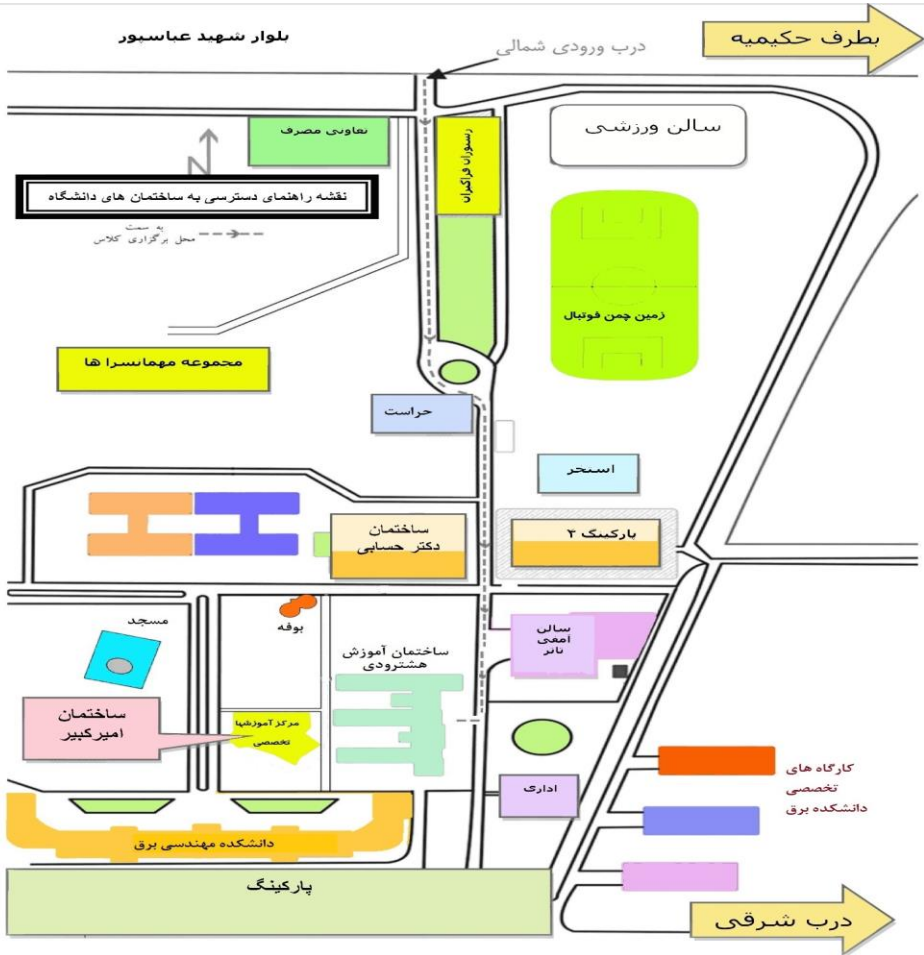 بلوار شهید عباسپور
درب ورودی شمالی
بطرف حکیمیه
تعاونی مصرف
رستوران فراگیران
سالن ورزشی
N
نقشه راهنمای دسترسی به ساختمان های دانشگاه
به سمت
محل برگزاری کلاس
زمین چمن فوتبال
مجموعه مهمانسرا ها
حراست
استخر
ساختمان
دکتر حسابی
پارکینگ ۴
مسجد
بوفه
ساختمان آموزش
هشترودی
سالن
آمفی
تاتر
ساختمان
امیرکبیر
مرکز آموزشها
تخصصی
اداری
کارگاه های
تخصصی
دانشکده برق
دانشکده مهندسی برق
پارکینگ
درب شرقی